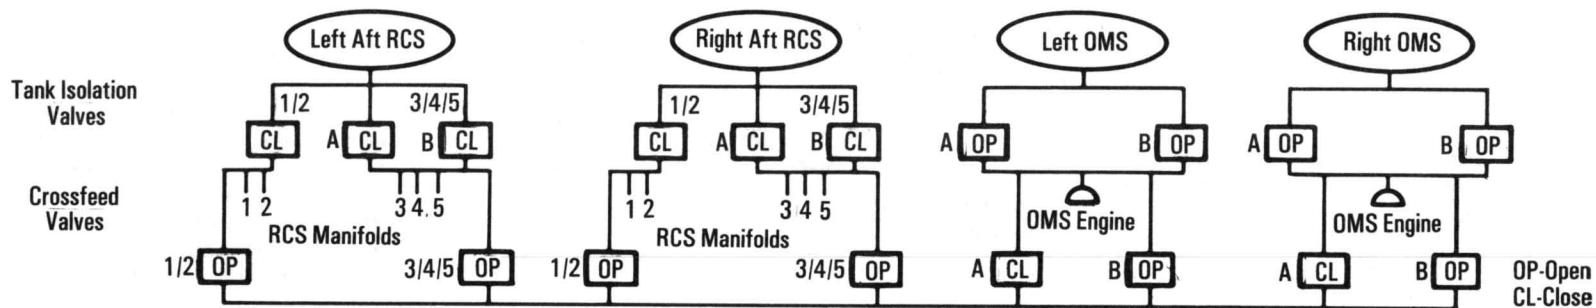 Left Aft RCS
Right Aft RCS
Left OMS
Right OMS
Tank Isolation
Valves
1/2
3/4/5
1/2
3/4/5
CL
A CL
B CL
CL
A CL
B CL
A OP
B OP
A OP
B OP
Crossfeed
Valves
1 2
3 4 5
1 2
3 4 5
RCS Manifolds
RCS Manifolds
OMS Engine
OMS Engine
1/2 OP
3/4/5 OP
1/2 OP
3/4/5 OP
A CL
B OP
A CL
B OP
OP-Open
CL-Close